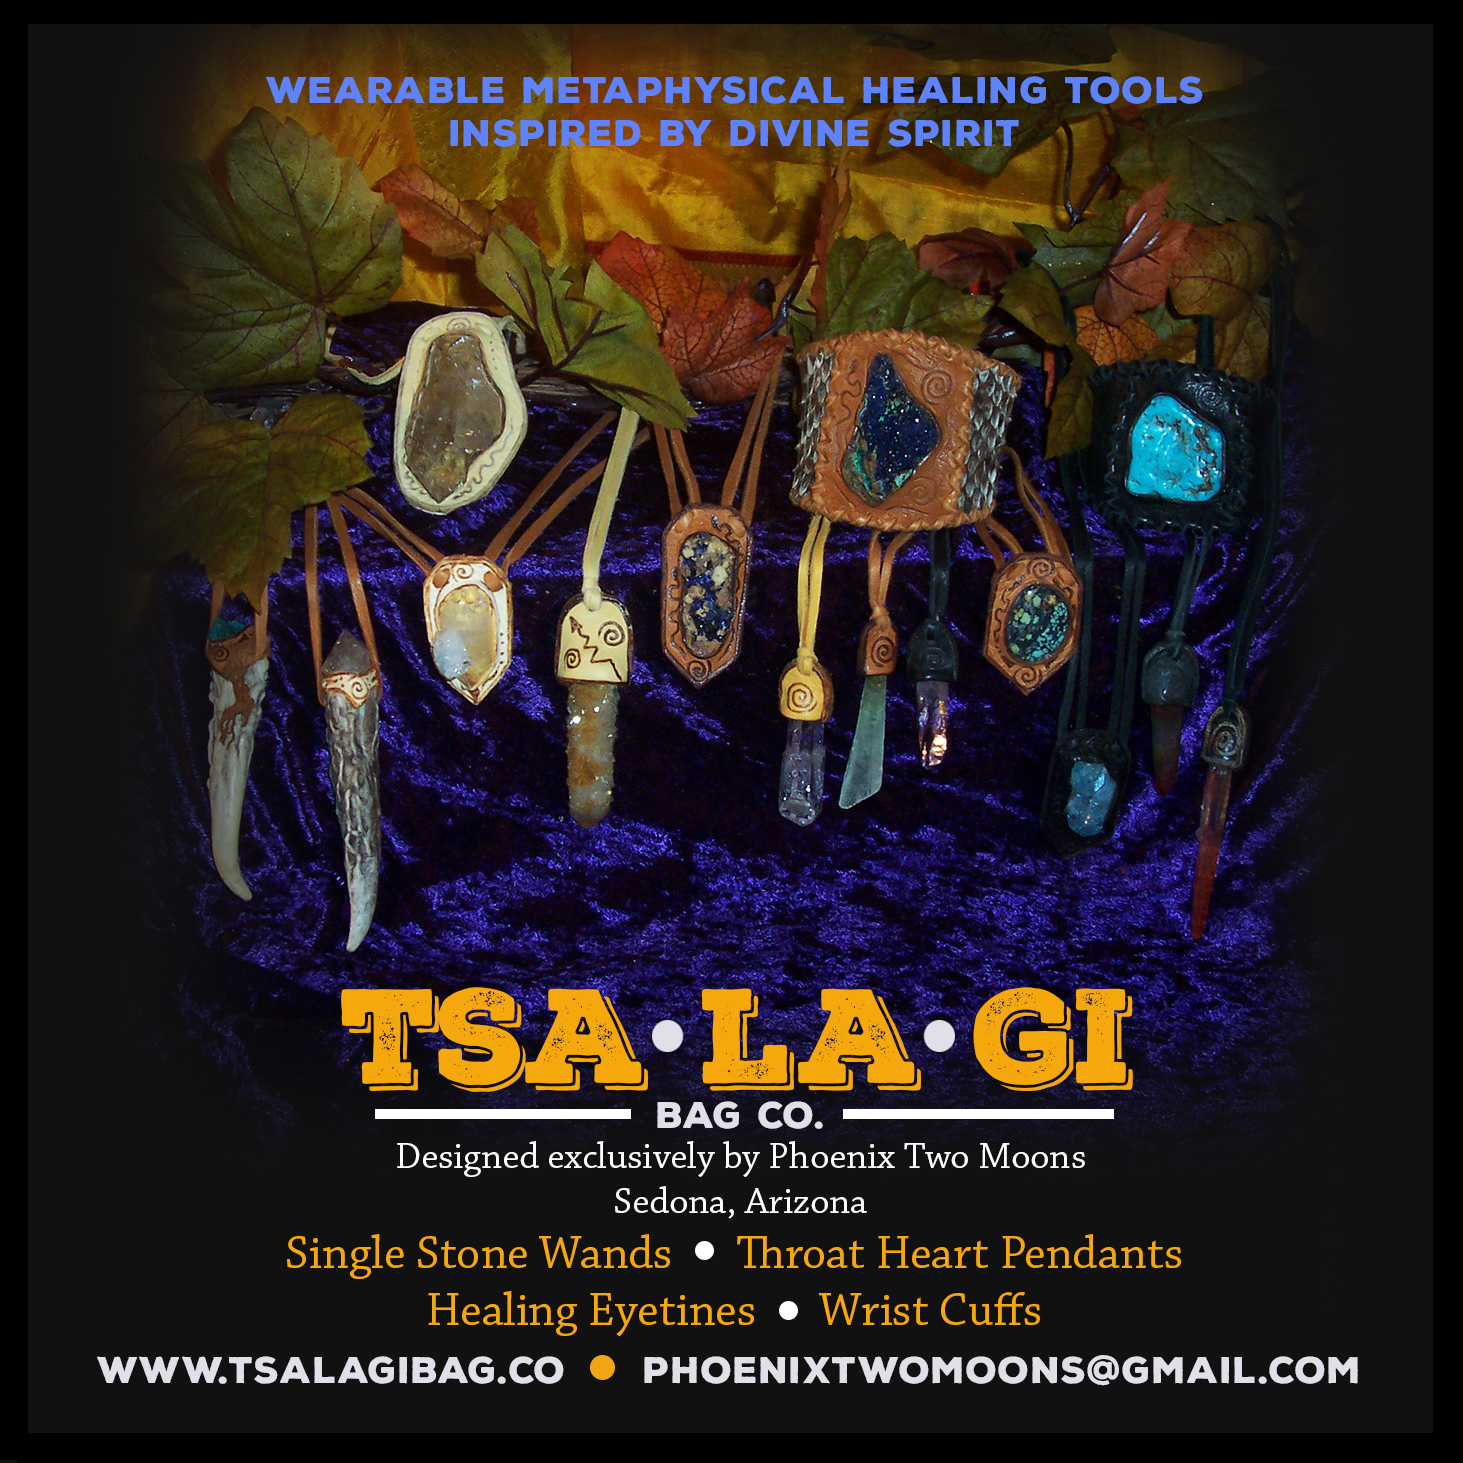 WEARABLE METAPHYSICAL HEALING TOOLS
INSPIRED BY DIVINE SPIRIT
TSA•LA•GI
BAG CO.
Designed exclusively by Phoenix Two Moons
Sedona, Arizona
Single Stone Wands • Throat Heart Pendants
Healing Eyetines • Wrist Cuffs
WWW.TSALAGIBAG.CO • PHOENIXTWOMOONS@GMAIL.COM